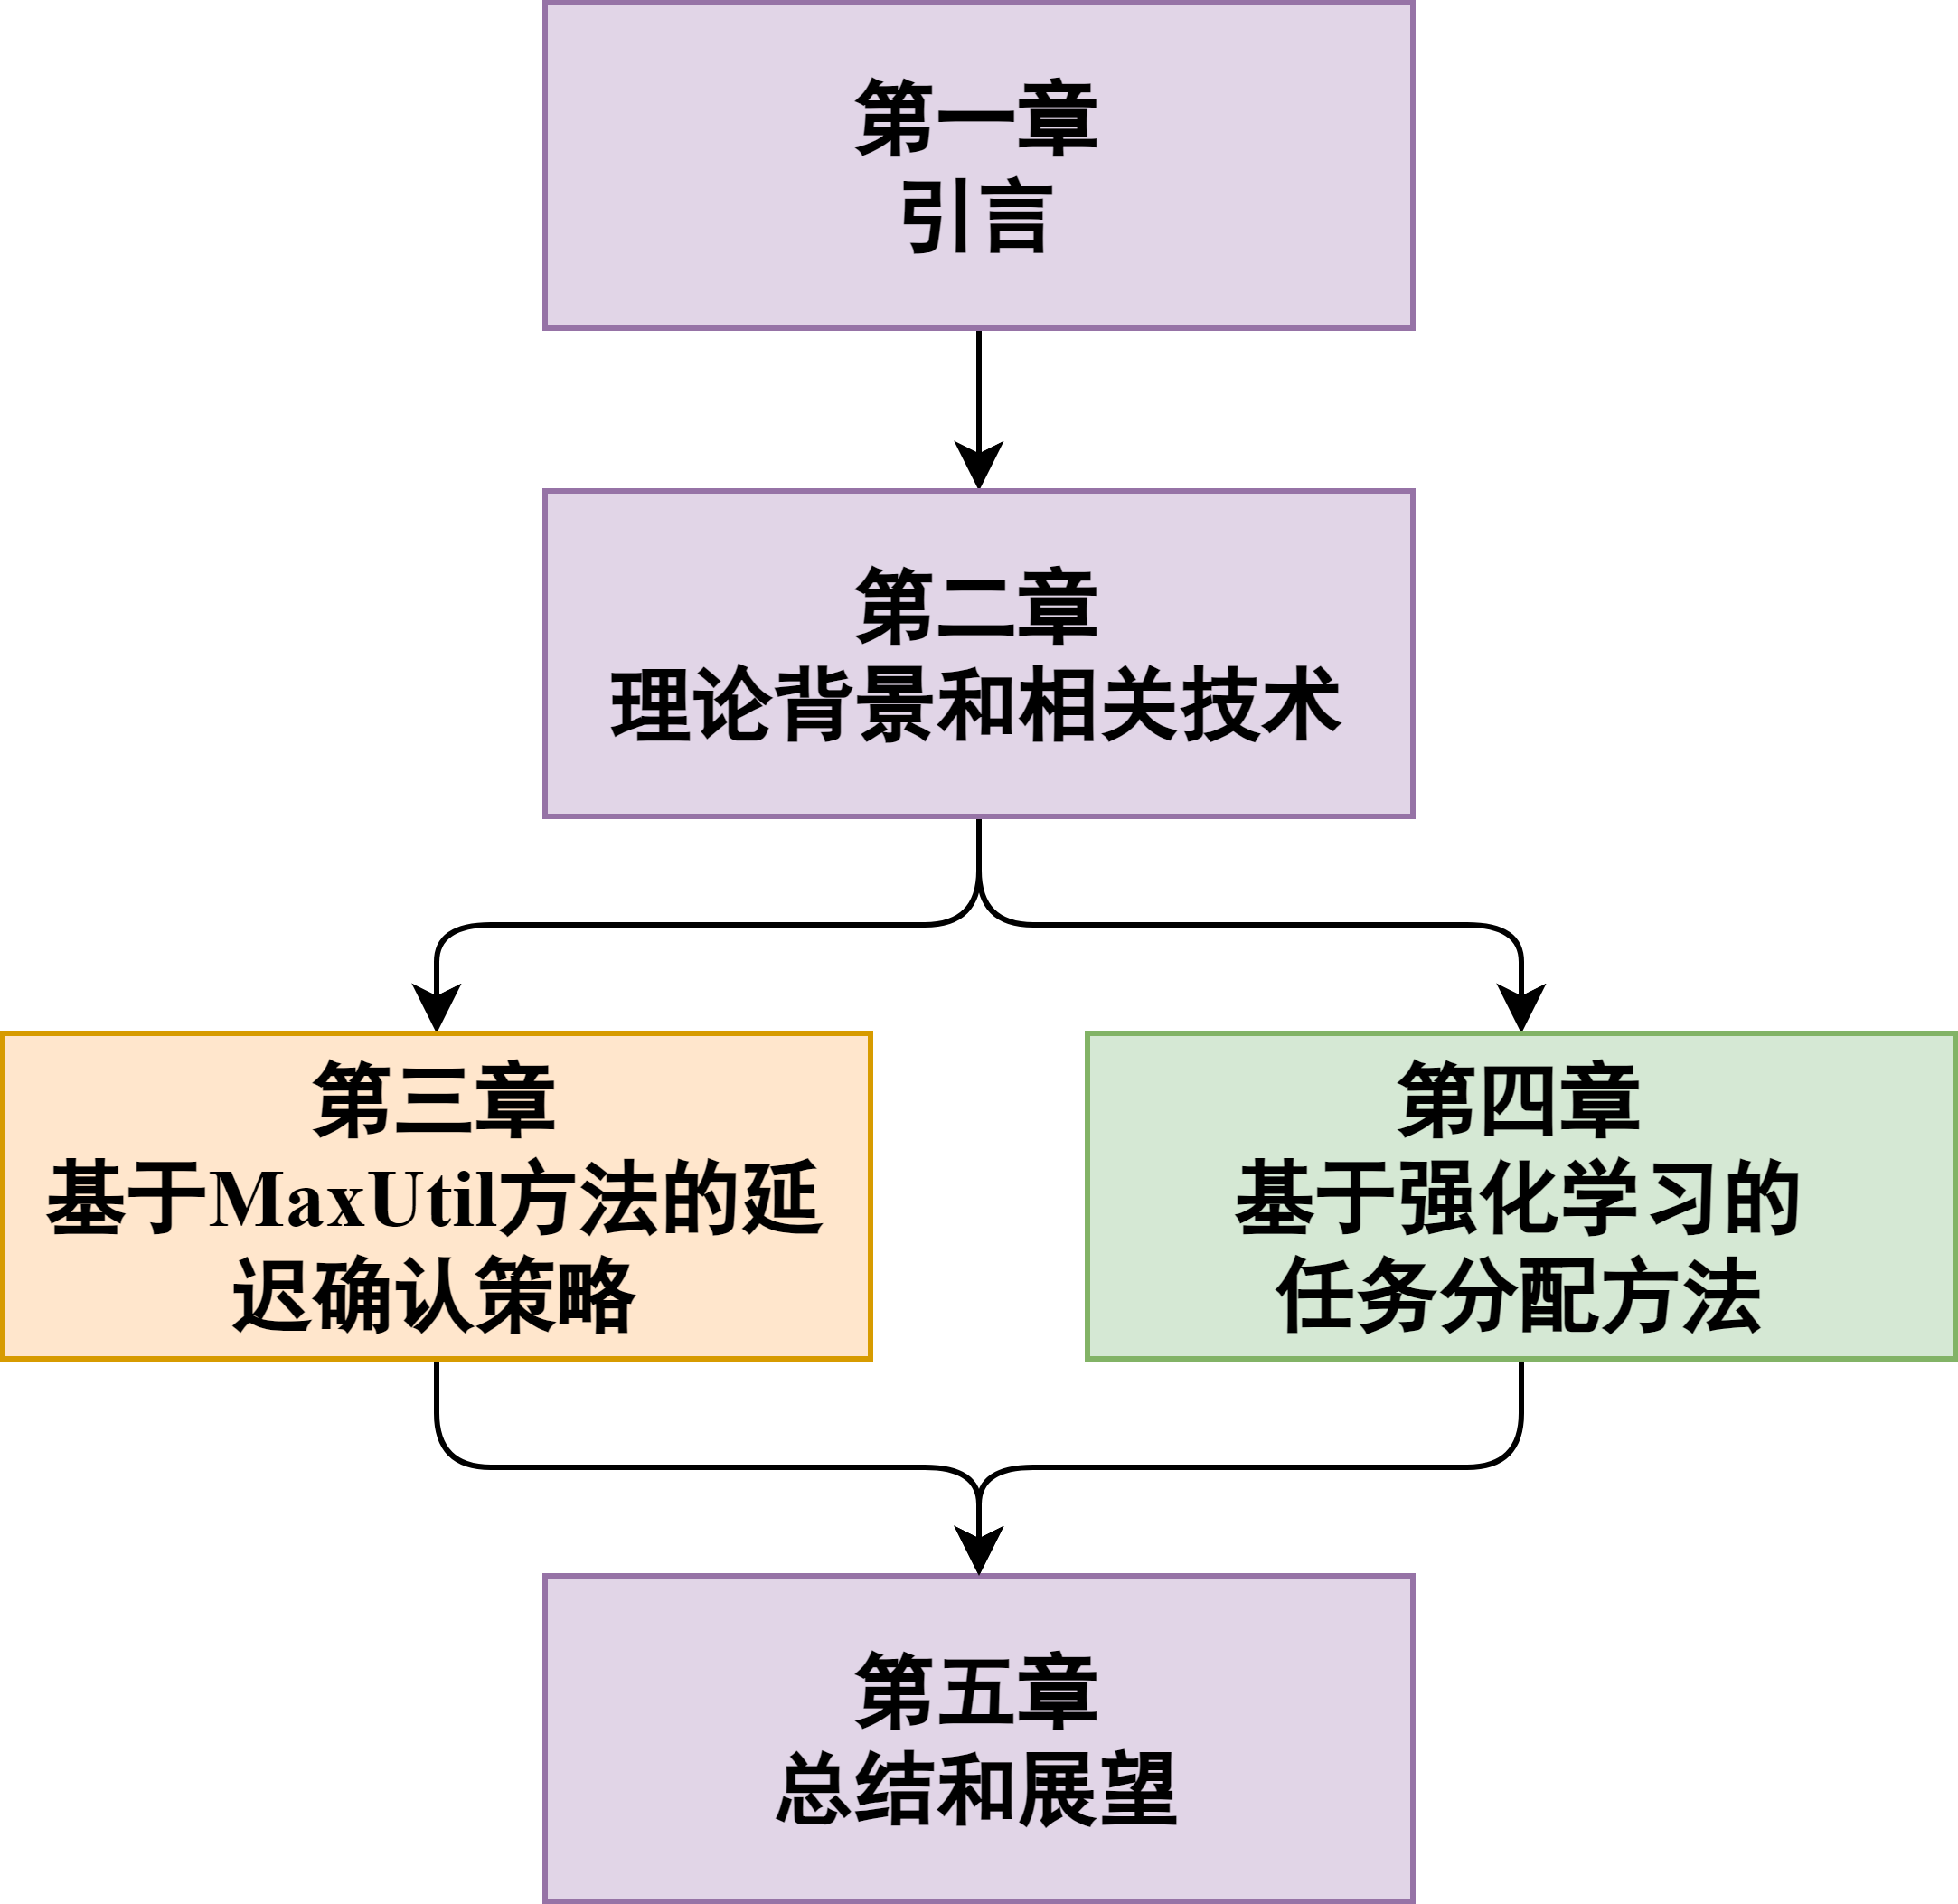 第一章
引言
第二章
理论背景和相关技术
第三章
基于MaxUtil方法的延
迟确认策略
第四章
基于强化学习的
任务分配方法
第五章
总结和展望